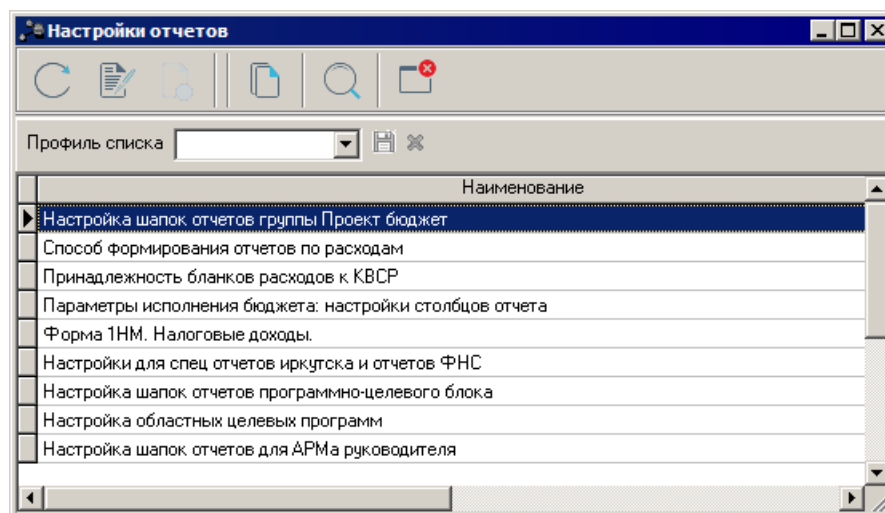 Настройки отчетов
Профиль списка
Наименование
Настройка шапок отчетов группы Проект бюджет
Способ формирования отчетов по расходам
Принадлежность бланков расходов к КВСР
Параметры исполнения бюджета: настройки столбцов отчета
Форма 1НМ. Налоговые доходы.
Настройки для спец отчетов иркутска и отчетов ФНС
Настройка шапок отчетов программно-целевого блока
Настройка областных целевых программ
Настройка шапок отчетов для АРМа руководителя